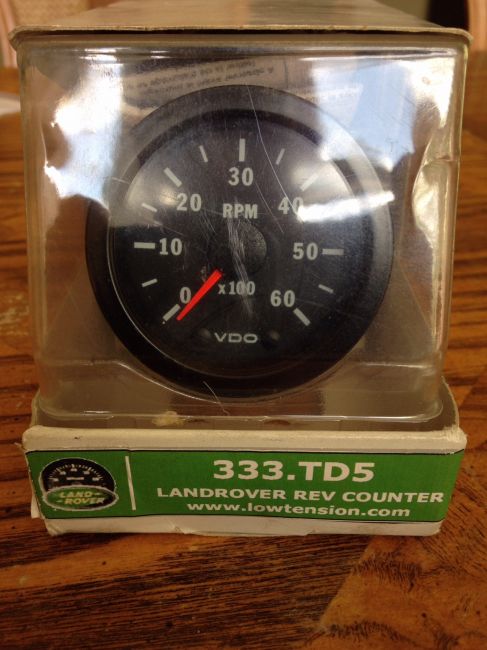 30
20
40
RPM
10
50
0
x100
60
VDO
LAND
ROVER
333.TD5
LANDROVER REV COUNTER
www.lowtension.com